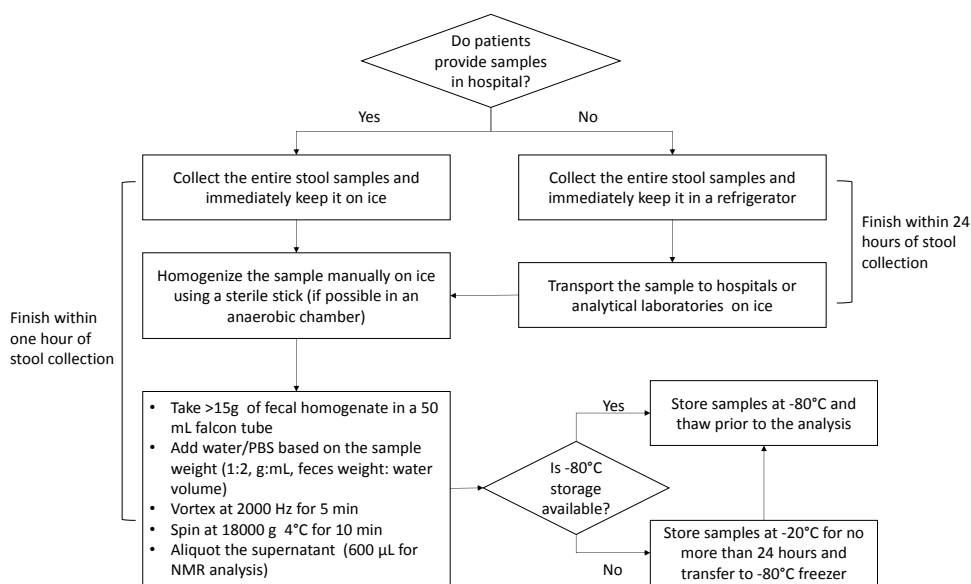 Do patients
provide samples
in hospital?
Yes
No
Collect the entire stool samples and
immediately keep it on ice
Collect the entire stool samples and
immediately keep it in a refrigerator
Finish within 24
hours of stool
collection
Homogenize the sample manually on ice
using a sterile stick (if possible in an
anaerobic chamber)
Transport the sample to hospitals or
analytical laboratories on ice
Finish within
one hour of
stool collection
• Take >15g of fecal homogenate in a 50
mL falcon tube
• Add water/PBS based on the sample
weight (1:2, g:mL, feces weight: water
volume)
• Vortex at 2000 Hz for 5 min
• Spin at 18000 g 4°C for 10 min
• Aliquot the supernatant (600 µL for
NMR analysis)
Is -80°C
storage
available?
Yes
Store samples at -80°C and
thaw prior to the analysis
No
Store samples at -20°C for no
more than 24 hours and
transfer to -80°C freezer